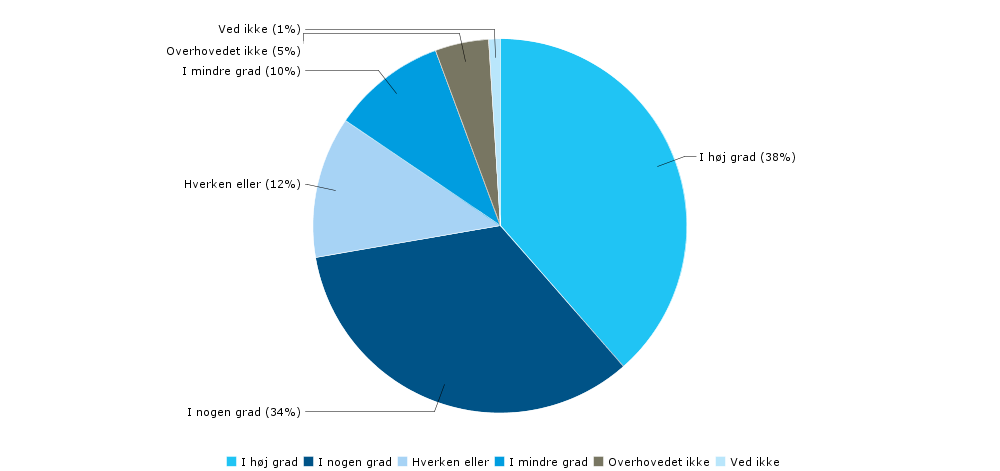 Ved ikke (1%)
Overhovedet ikke (5%)
I mindre grad (10%)
I høj grad (38%)
Hverken eller (12%)
I nogen grad (34%)
I høj grad I nogen grad Hverken eller I mindre grad Overhovedet ikke Ved ikke